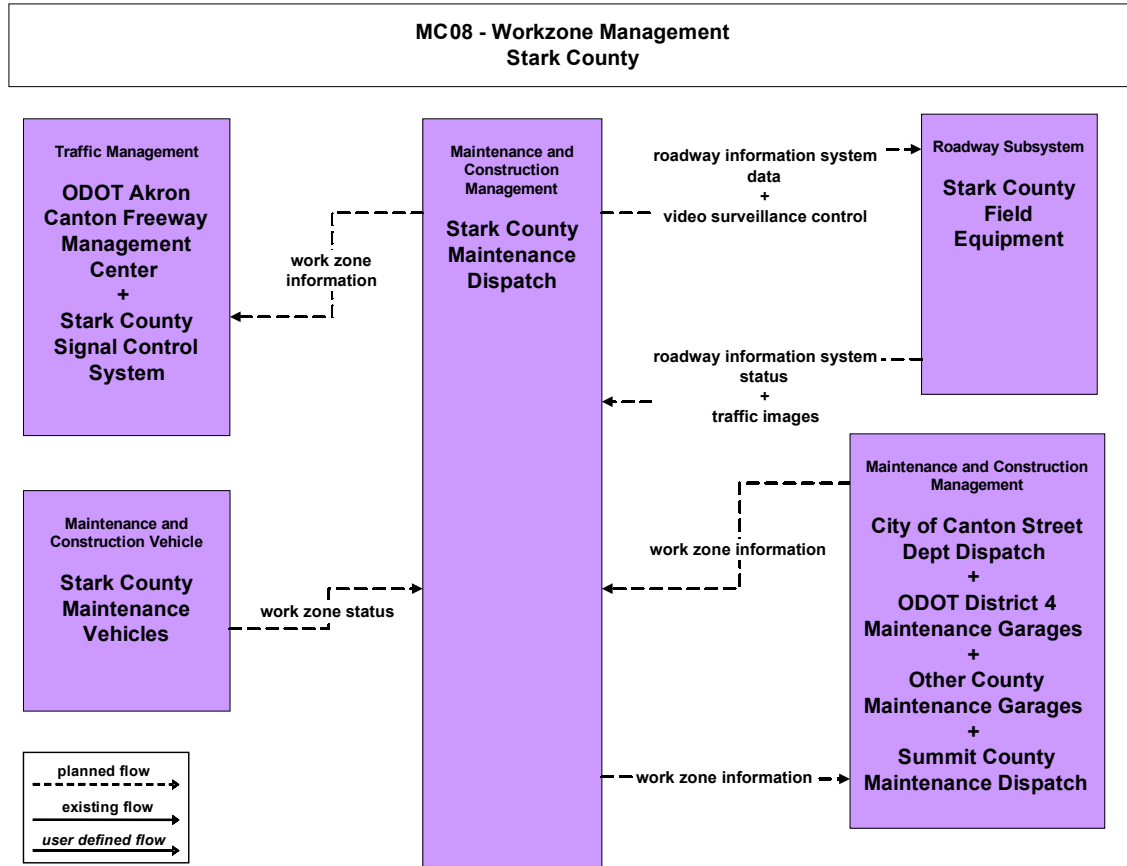 MC08 - Workzone Management
Stark County
Traffic Management
ODOT Akron
Canton Freeway
Management
Center
+
Stark County
Signal Control
System
work zone
information
Maintenance and
Construction
Management
Stark County
Maintenance
Dispatch
roadway information system
data
+
video surveillance control
Roadway Subsystem
Stark County
Field
Equipment
roadway information system
status
+
traffic images
Maintenance and
Construction Vehicle
Stark County
Maintenance
Vehicles
work zone status
work zone information
Maintenance and Construction
Management
City of Canton Street
Dept Dispatch
+
ODOT District 4
Maintenance Garages
+
Other County
Maintenance Garages
+
Summit County
Maintenance Dispatch
work zone information
planned flow
existing flow
user defined flow